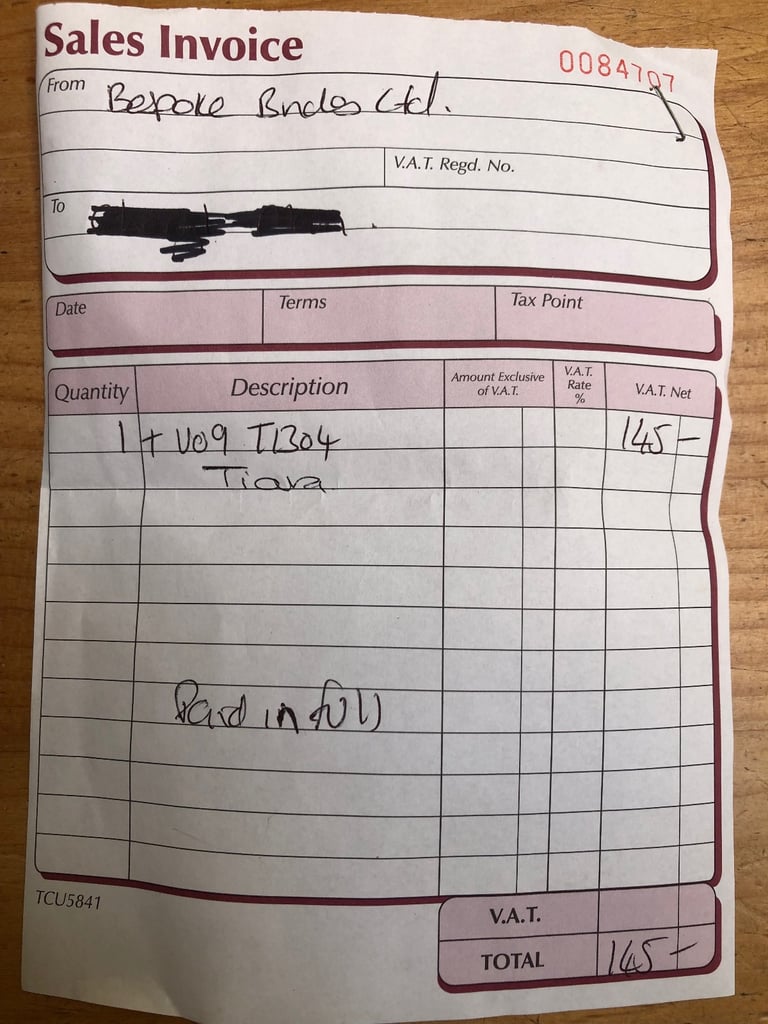 Sales Invoice
0084707
From Bespoke Brides Ltd.
V.A.T. Regd. No.
To
Date Terms Tax Point
Quantity Description Amount Exclusive of V.A.T. V.A.T. Rate % V.A.T. Net
1 + V09 T1304 145 -
Tiara
Paid in full
TCU5841
V.A.T.
TOTAL 145 -